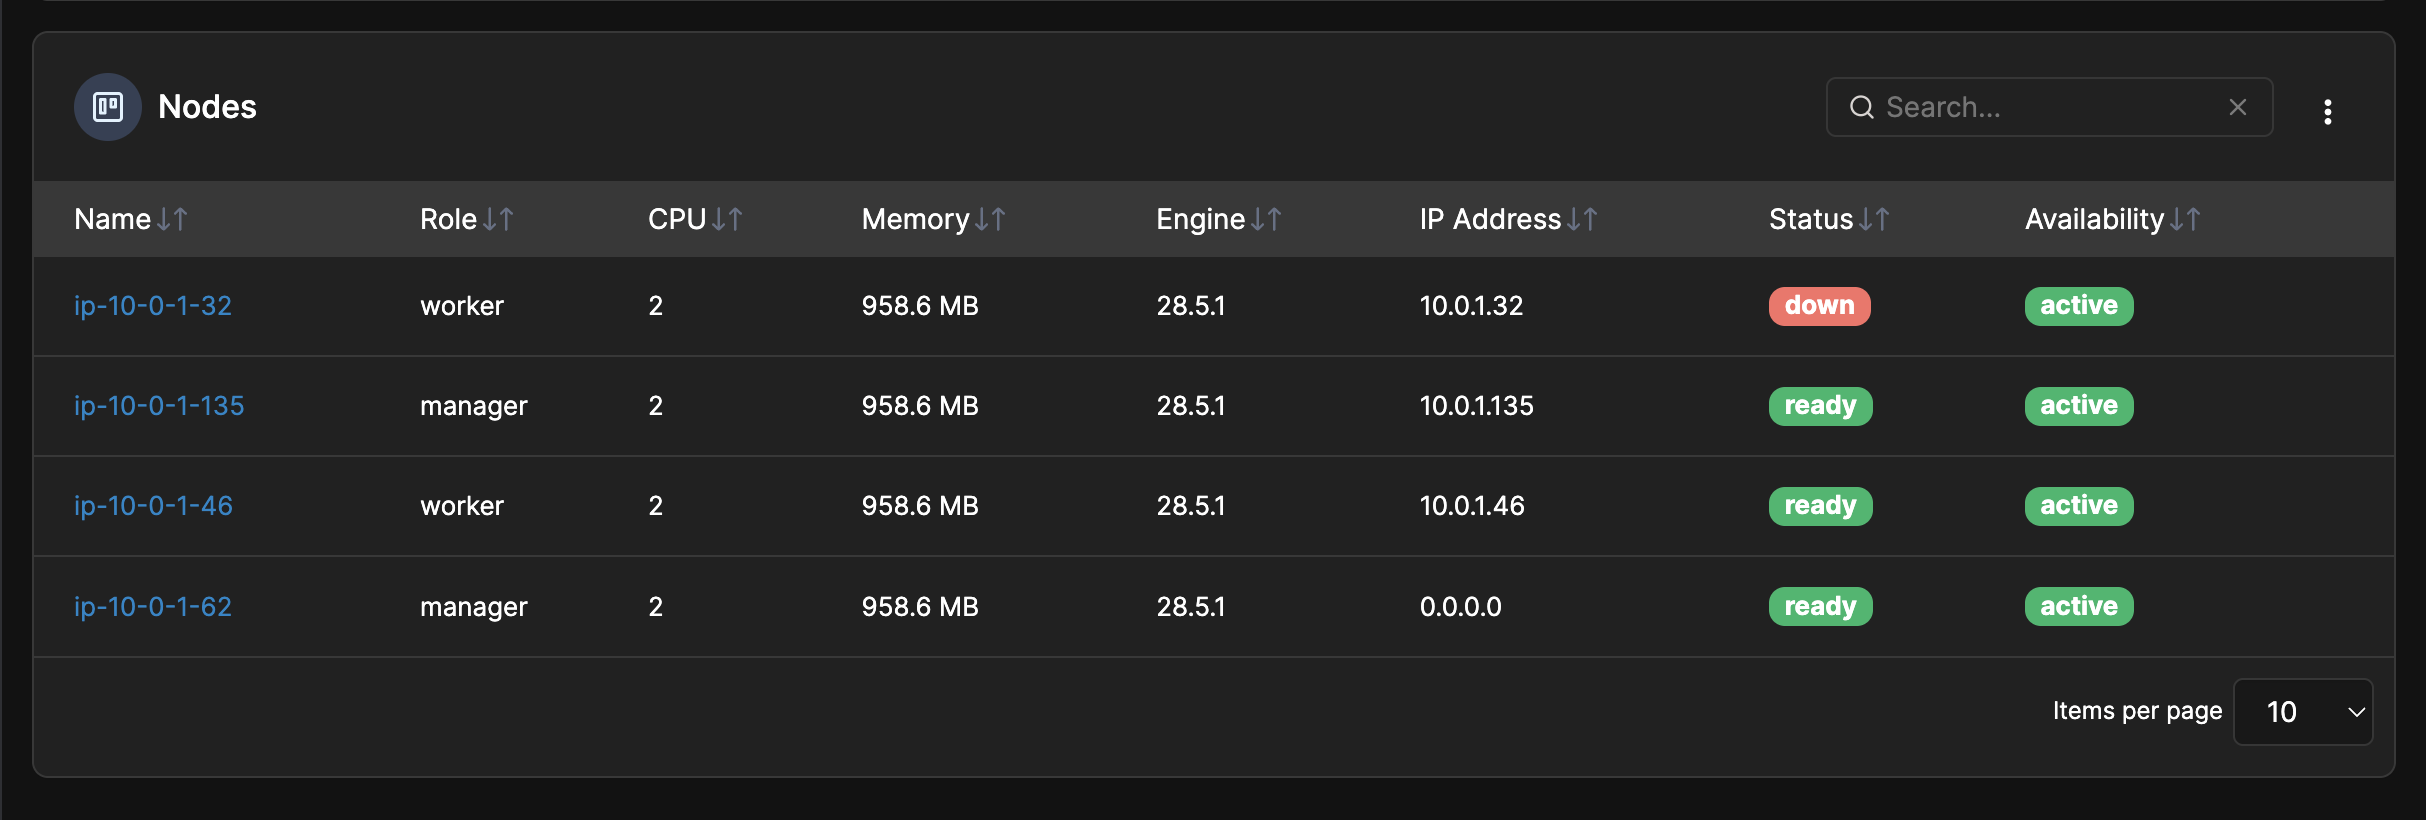 Nodes
Search...
Name Role CPU Memory Engine IP Address Status Availability
ip-10-0-1-32 worker 2 958.6 MB 28.5.1 10.0.1.32 down active
ip-10-0-1-135 manager 2 958.6 MB 28.5.1 10.0.1.135 ready active
ip-10-0-1-46 worker 2 958.6 MB 28.5.1 10.0.1.46 ready active
ip-10-0-1-62 manager 2 958.6 MB 28.5.1 0.0.0.0 ready active
Items per page 10